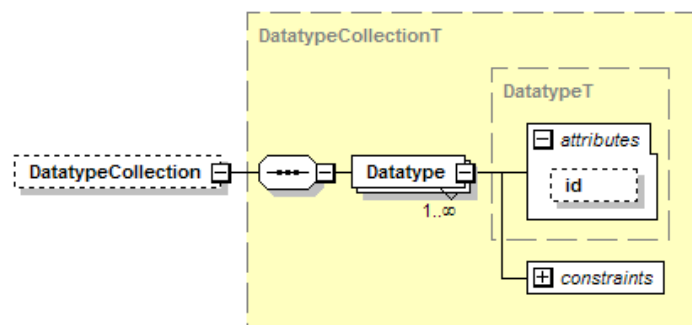 DatatypeCollectionT
DatatypeT
attributes
DatatypeCollection
Datatype
id
1..∞
constraints